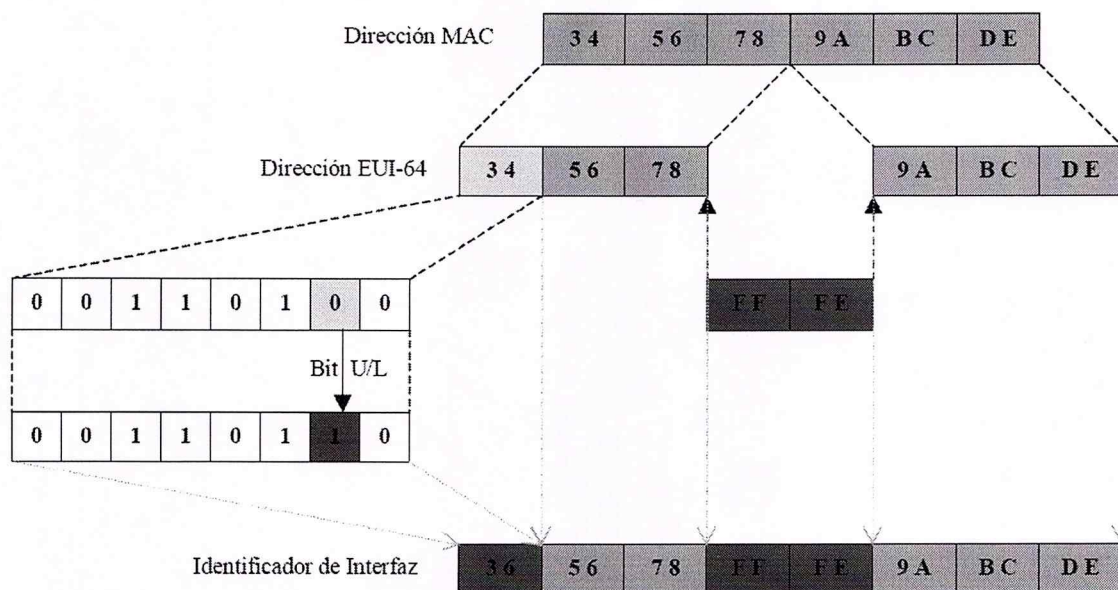 Dirección MAC 34 56 78 9A BC DE
Dirección EUI-64 34 56 78 9A BC DE
0 0 1 1 0 1 0 0
FF FE
Bit U/L
0 0 1 1 0 1 1 0
Identificador de Interfaz 36 56 78 FF FE 9A BC DE